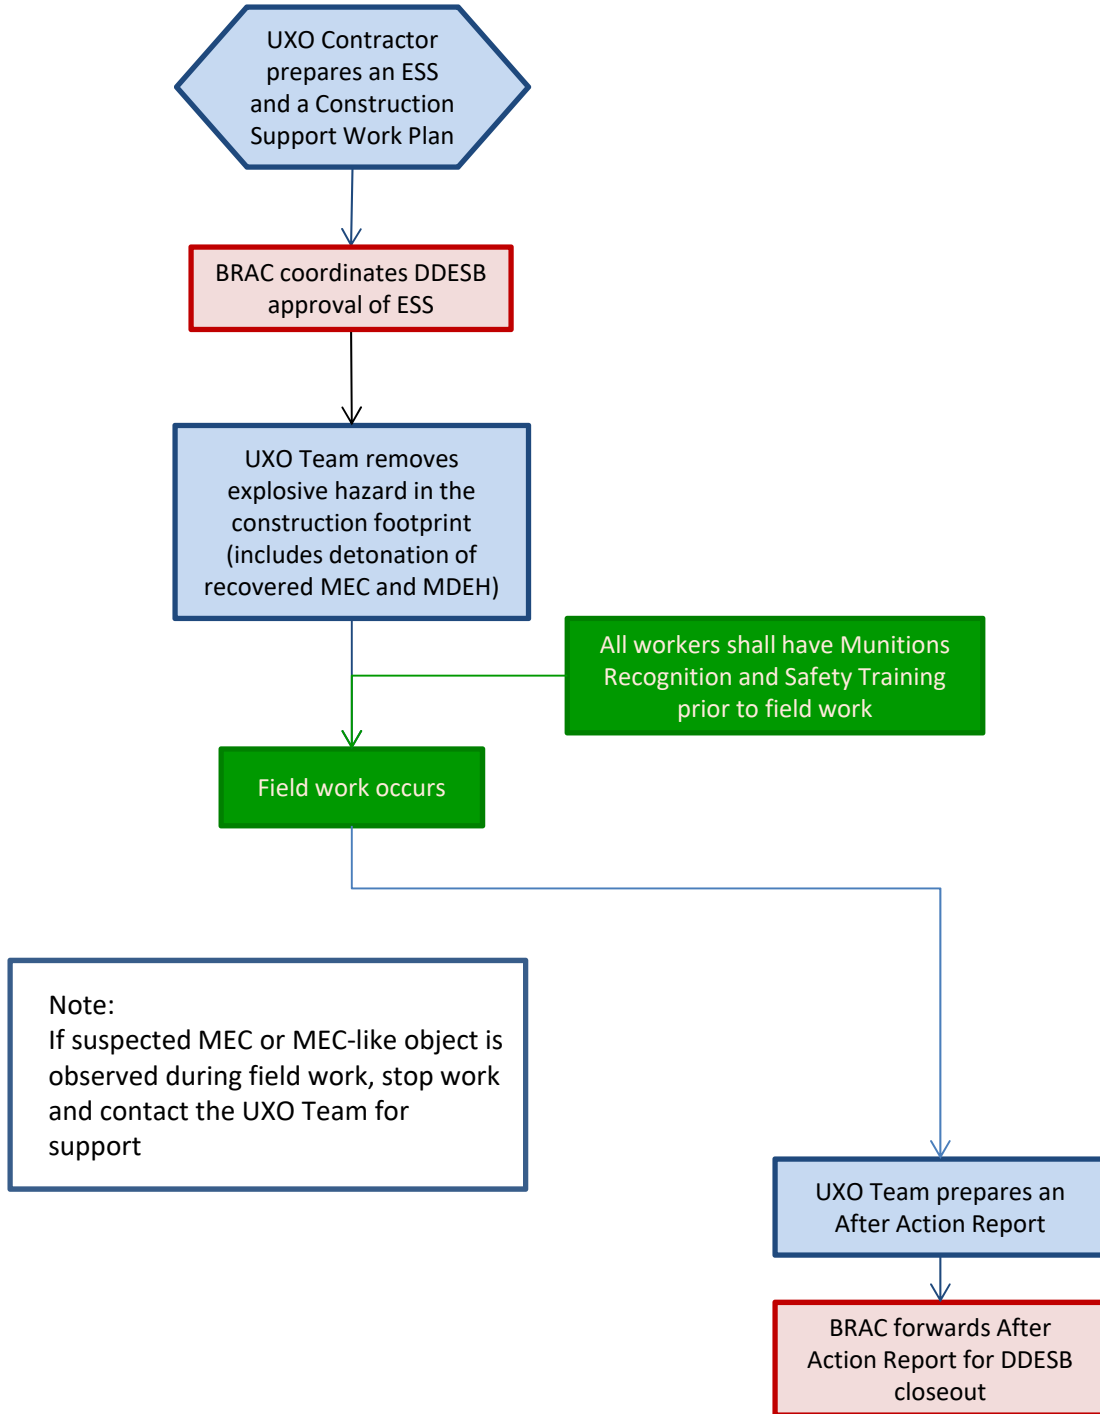 UXO Contractor
prepares an ESS
and a Construction
Support Work Plan
BRAC coordinates DDESB
approval of ESS
UXO Team removes
explosive hazard in the
construction footprint
(includes detonation of
recovered MEC and MDEH)
All workers shall have Munitions
Recognition and Safety Training
prior to field work
Field work occurs
Note:
If suspected MEC or MEC-like object is
observed during field work, stop work
and contact the UXO Team for
support
UXO Team prepares an
After Action Report
BRAC forwards After
Action Report for DDESB
closeout